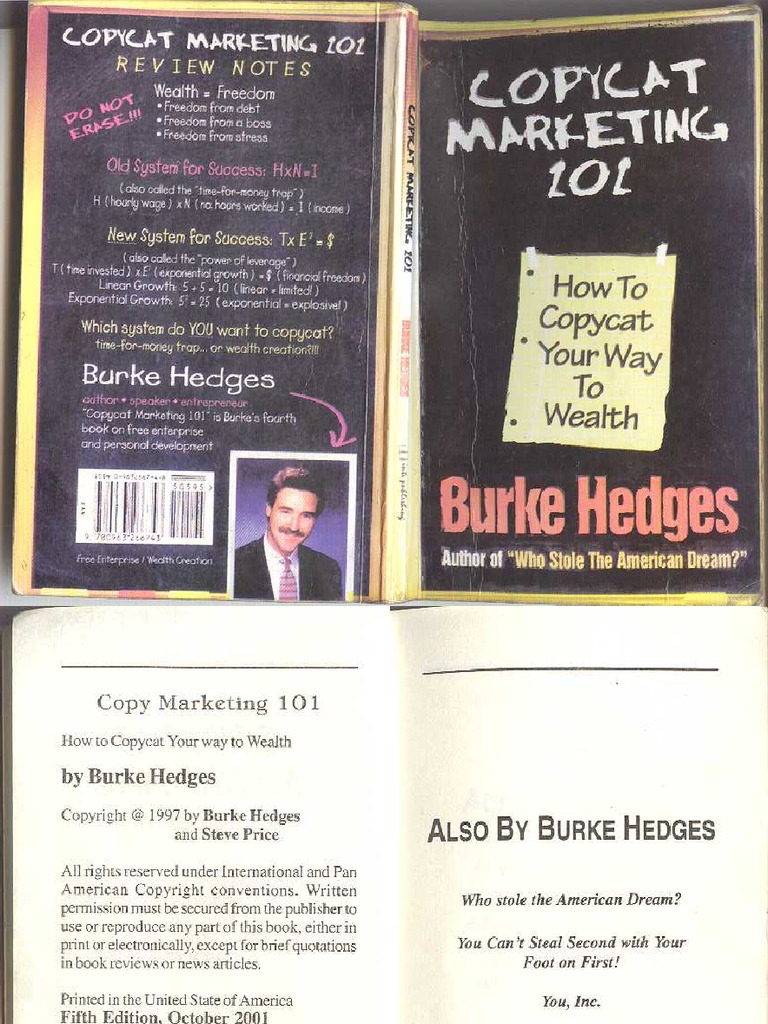 COPYCAT MARKETING 101
REVIEW NOTES
DO NOT
ERASE!!!
Wealth = Freedom
• Freedom from debt
• Freedom from a boss
• Freedom from stress
Old System for Success: HxN=I
(also called the "time-for-money trap")
H (hourly wage) x N (no. hours worked) = I (income)
New System for Success: TxE² = $
(also called the "power of leverage")
T (time invested) x E² (exponential growth) = $ (financial freedom)
Linear Growth: 5 + 5 = 10 (linear = limited!)
Exponential Growth: 5² = 25 (exponential = explosive!)
Which system do YOU want to copycat?
time-for-money trap... or wealth creation?!!!
Burke Hedges
author • speaker • entrepreneur
"Copycat Marketing 101" is Burke's fourth
book on free enterprise
and personal development
50595>
9 780963 266743
Free Enterprise / Wealth Creation
COPYCAT MARKETING 101
BURKE HEDGES
publishing
COPYCAT
MARKETING
101
How To
Copycat
Your Way
To
Wealth
Burke Hedges
Author of "Who Stole The American Dream?"
Copy Marketing 101
How to Copycat Your way to Wealth
by Burke Hedges
Copyright @ 1997 by Burke Hedges
and Steve Price
All rights reserved under International and Pan
American Copyright conventions. Written
permission must be secured from the publisher to
use or reproduce any part of this book, either in
print or electronically, except for brief quotations
in book reviews or news articles.
Printed in the United State of America
Fifth Edition, October 2001
ALSO BY BURKE HEDGES
Who stole the American Dream?
You Can't Steal Second with Your
Foot on First!
You, Inc.